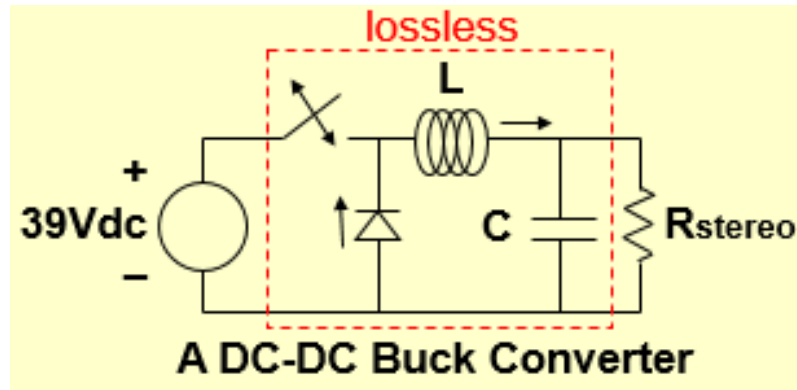 lossless
L
+
39Vdc
–
C
Rstereo
A DC-DC Buck Converter